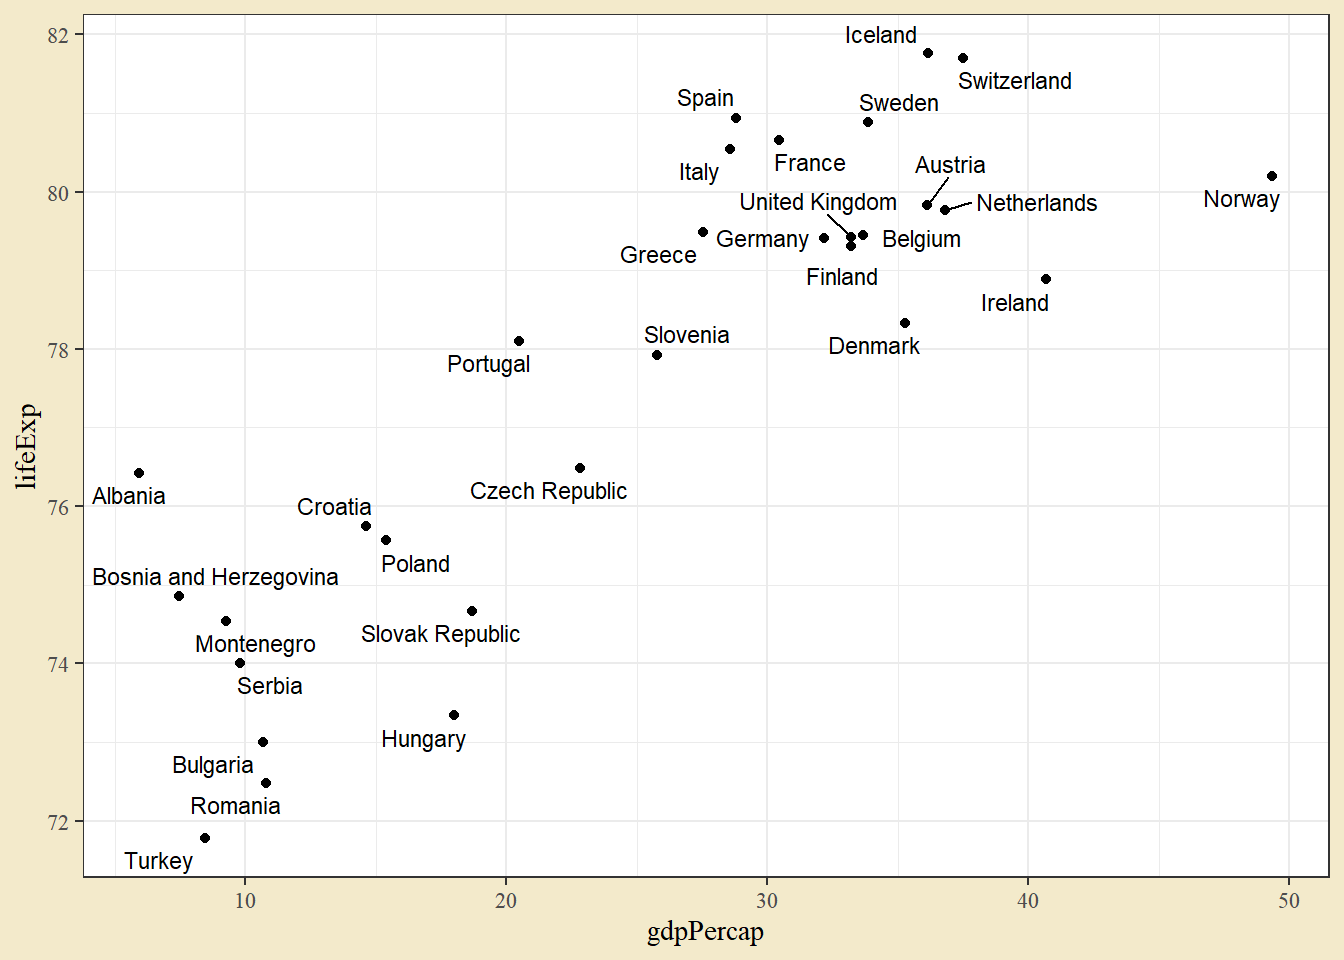 82
80
78
76
74
72
lifeExp
Iceland
Switzerland
Spain
Sweden
France
Italy
Austria
United Kingdom
Netherlands
Norway
Greece
Germany
Belgium
Finland
Ireland
Slovenia
Denmark
Portugal
Albania
Czech Republic
Croatia
Poland
Bosnia and Herzegovina
Slovak Republic
Montenegro
Serbia
Hungary
Bulgaria
Romania
Turkey
10
20
30
40
50
gdpPercap